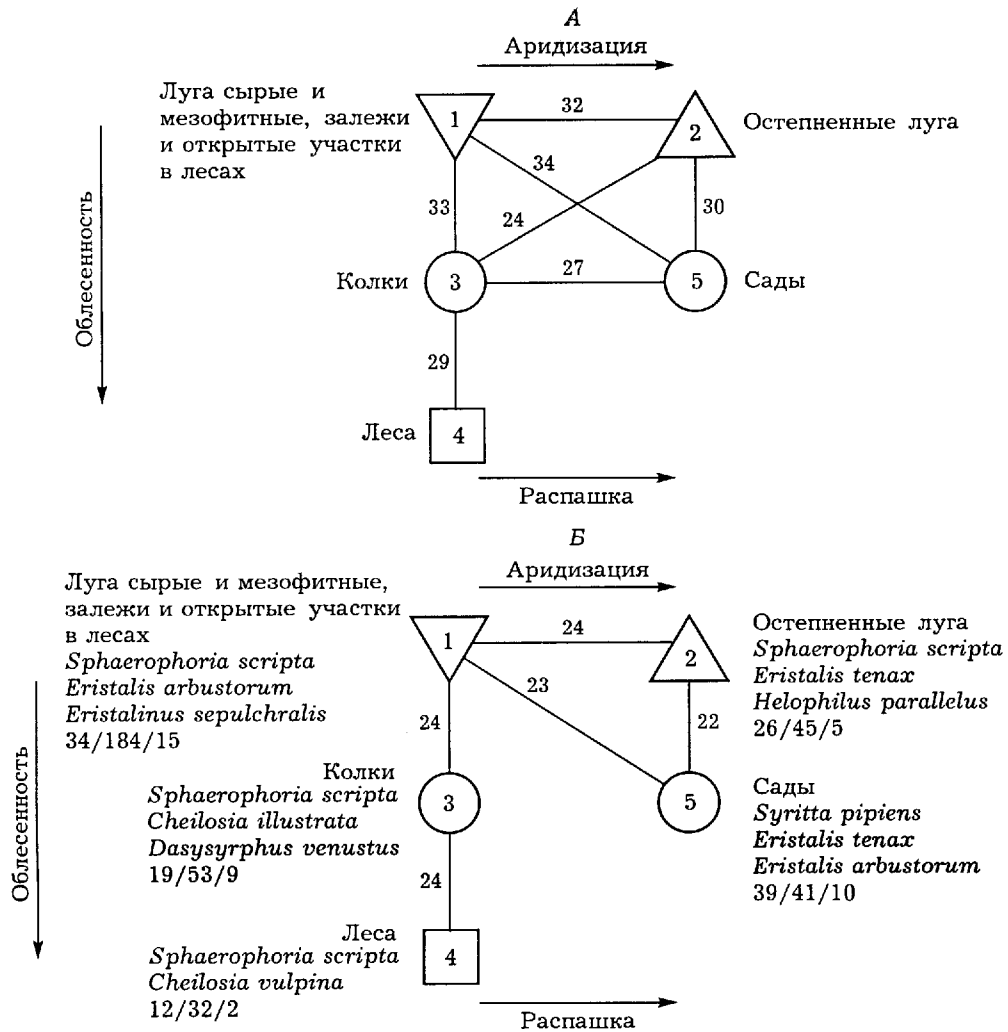 А
Аридизация
Луга сырые и
мезофитные, залежи
и открытые участки
в лесах
1
32
2
Остепненные луга
34
33
24
30
Облесенность
Колки
3
27
5
Сады
29
Леса
4
Распашка
Б
Аридизация
Луга сырые и мезофитные,
залежи и открытые участки
в лесах
Sphaerophoria scripta
Eristalis arbustorum
Eristalinus sepulchralis
34/184/15
1
24
2
Остепненные луга
Sphaerophoria scripta
Eristalis tenax
Helophilus parallelus
26/45/5
23
24
22
Облесенность
Колки
Sphaerophoria scripta
Cheilosia illustrata
Dasysyrphus venustus
19/53/9
3
5
Сады
Syritta pipiens
Eristalis tenax
Eristalis arbustorum
39/41/10
24
Леса
Sphaerophoria scripta
Cheilosia vulpina
12/32/2
4
Распашка